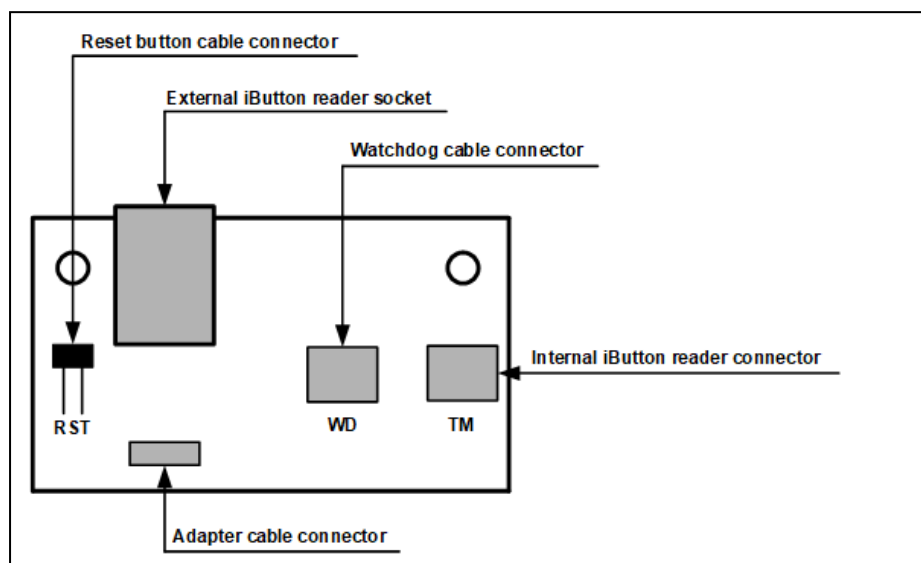 Reset button cable connector
External iButton reader socket
Watchdog cable connector
Internal iButton reader connector
RST
WD
TM
Adapter cable connector